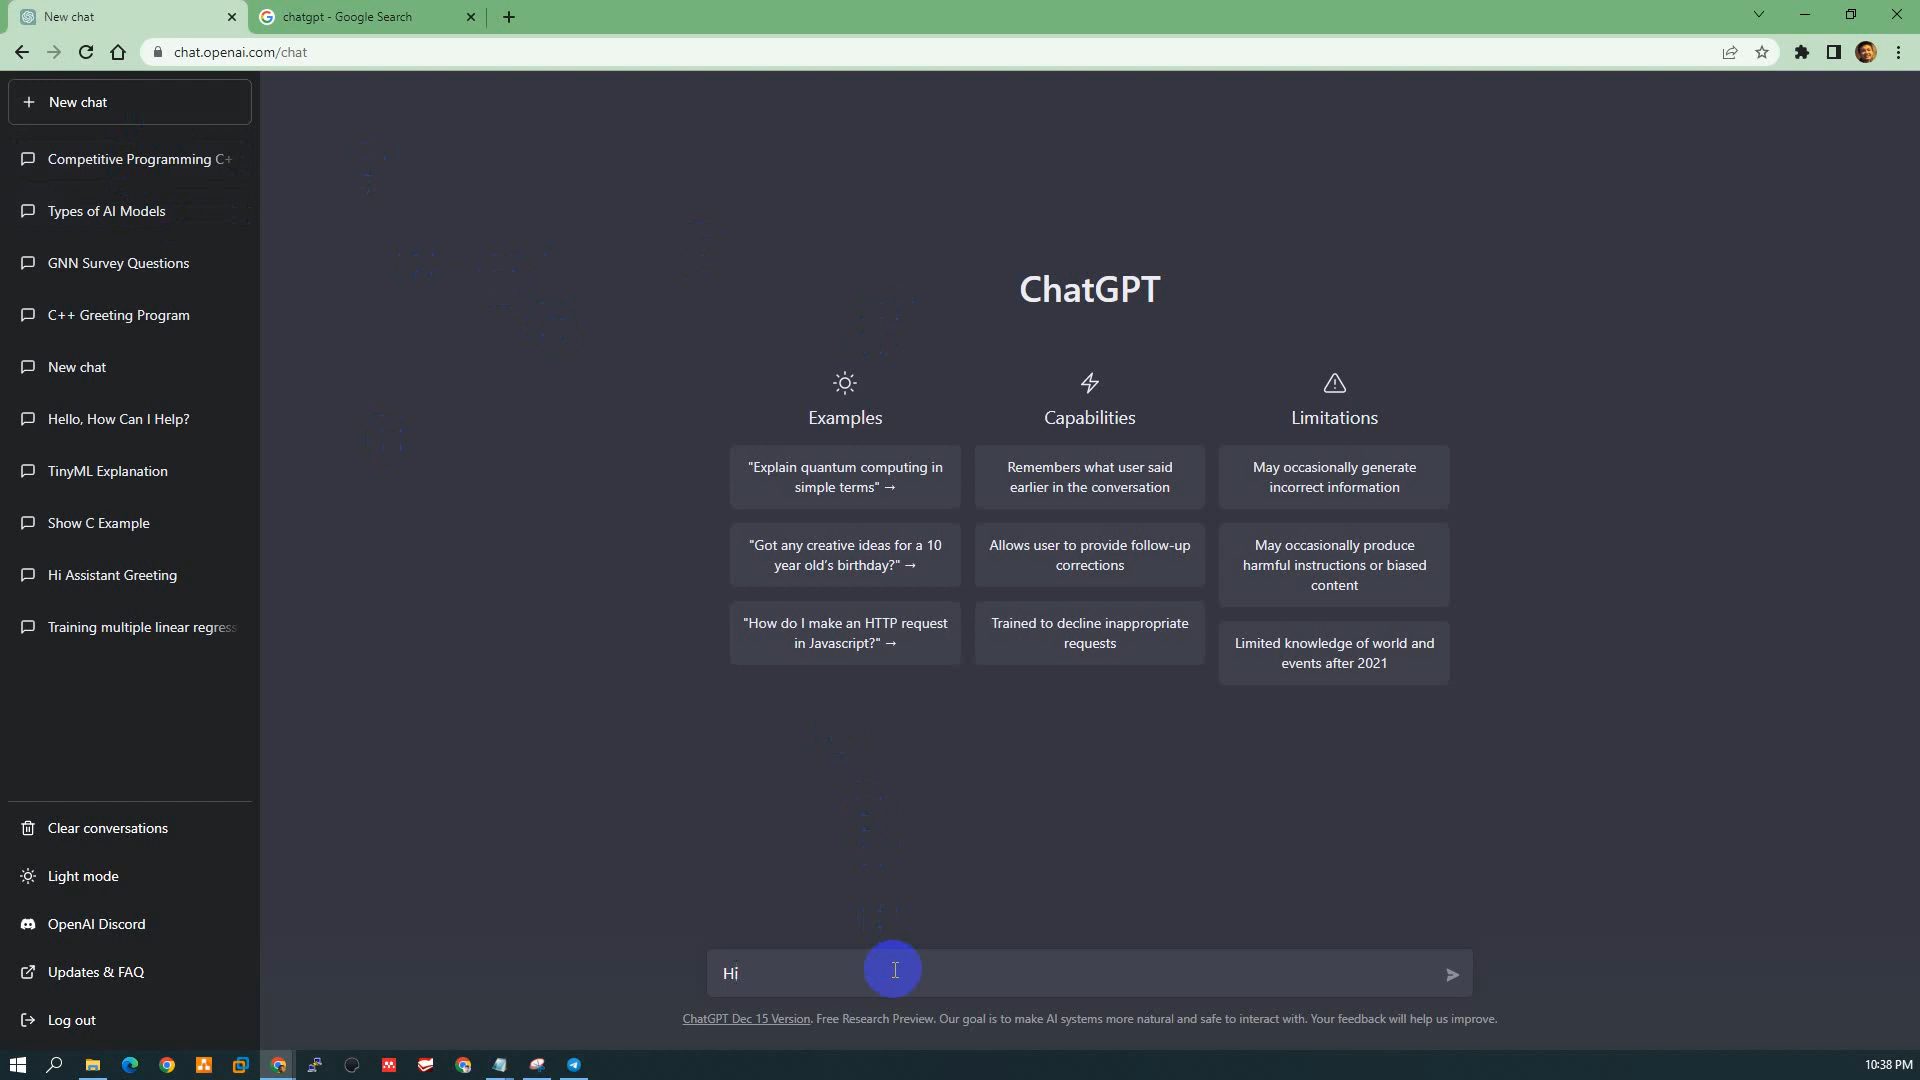 New chat
chatgpt - Google Search
chat.openai.com/chat
New chat
Competitive Programming C+
Types of AI Models
GNN Survey Questions
C++ Greeting Program
New chat
Hello, How Can I Help?
TinyML Explanation
Show C Example
Hi Assistant Greeting
Training multiple linear regress
Clear conversations
Light mode
OpenAI Discord
Updates & FAQ
Log out
ChatGPT
Examples
"Explain quantum computing in
simple terms" →
"Got any creative ideas for a 10
year old's birthday?" →
"How do I make an HTTP request
in Javascript?" →
Capabilities
Remembers what user said
earlier in the conversation
Allows user to provide follow-up
corrections
Trained to decline inappropriate
requests
Limitations
May occasionally generate
incorrect information
May occasionally produce
harmful instructions or biased
content
Limited knowledge of world and
events after 2021
Hi
ChatGPT Dec 15 Version. Free Research Preview. Our goal is to make AI systems more natural and safe to interact with. Your feedback will help us improve.
10:38 PM